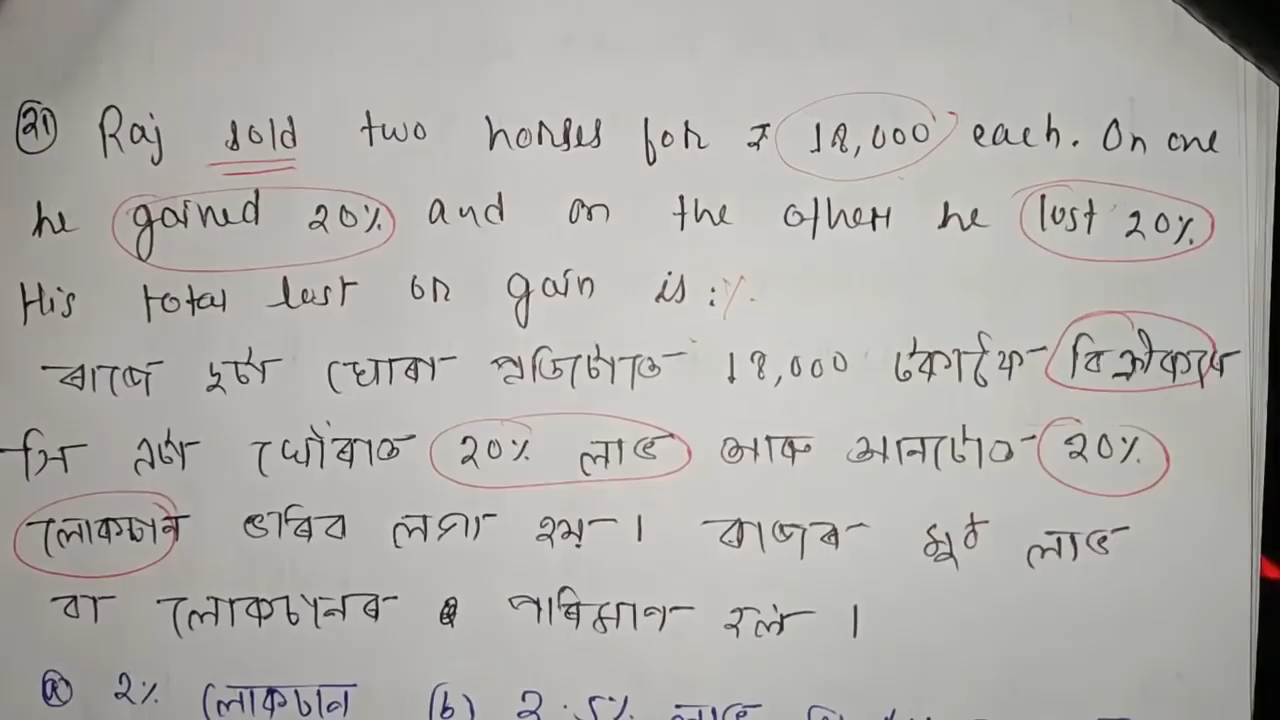 (21) Raj sold two horses for ₹ 18,000 each. On one
he gained 20% and on the other he lost 20%.
His total lost or gain is :%.
ৰাজে দুটা ঘোৰা প্ৰতিটোত 18,000 টকাকৈ বিক্ৰীকৰে
সি এটা ঘোঁৰাত 20% লাভ আৰু আনটোত 20%
লোকচান ভৰিব লগা হয়। ৰাজৰ মুঠ লাভ
বা লোকচানৰ পৰিমাণ হল।
(a) 2% লোকচান (b) 2.5% লাভ